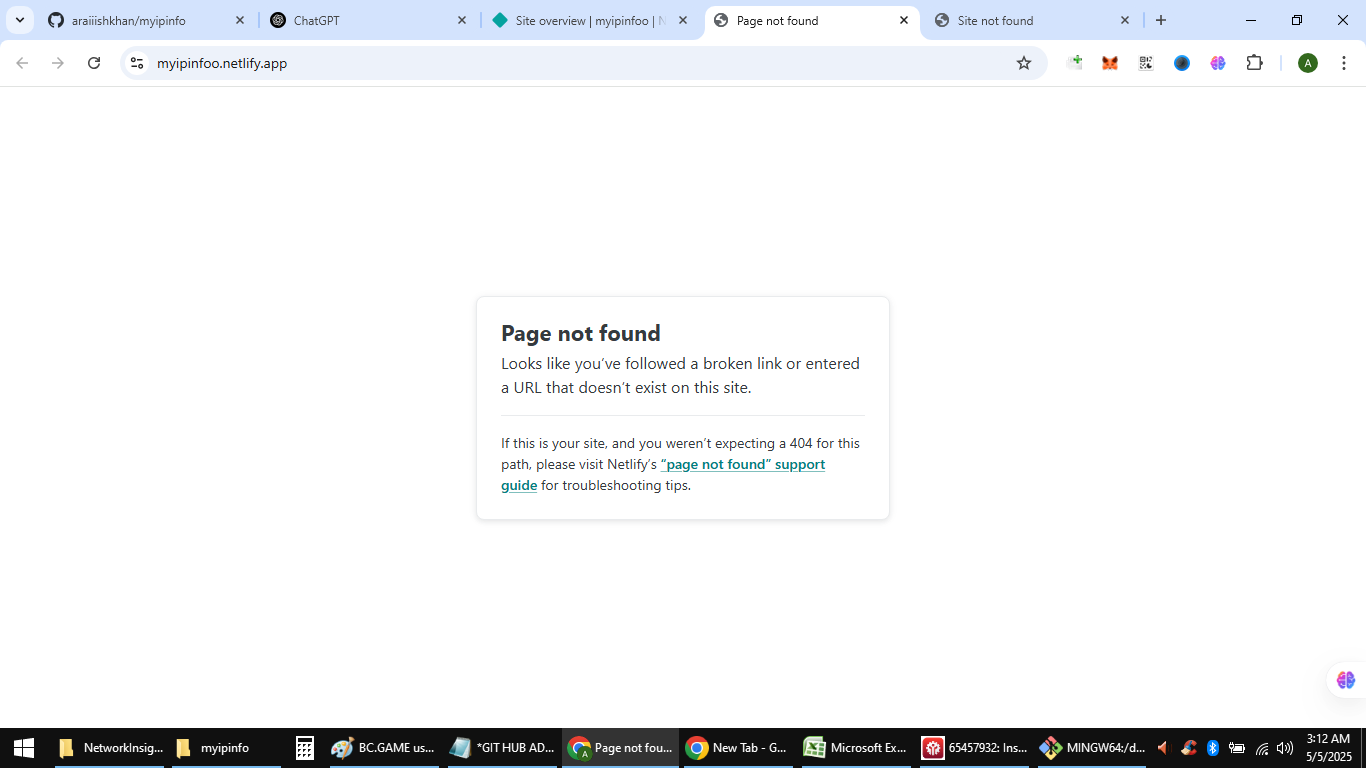 araiiishkhan/myipinfo
ChatGPT
Site overview | myipinfoo | N
Page not found
Site not found
myipinfoo.netlify.app
A
Page not found
Looks like you've followed a broken link or entered
a URL that doesn't exist on this site.
If this is your site, and you weren't expecting a 404 for this
path, please visit Netlify's "page not found" support
guide for troubleshooting tips.
NetworkInsig...
myipinfo
BC.GAME us...
*GIT HUB AD...
A
Page not fou...
New Tab - G...
Microsoft Ex...
65457932: Ins...
MINGW64:/d...
3:12 AM
5/5/2025